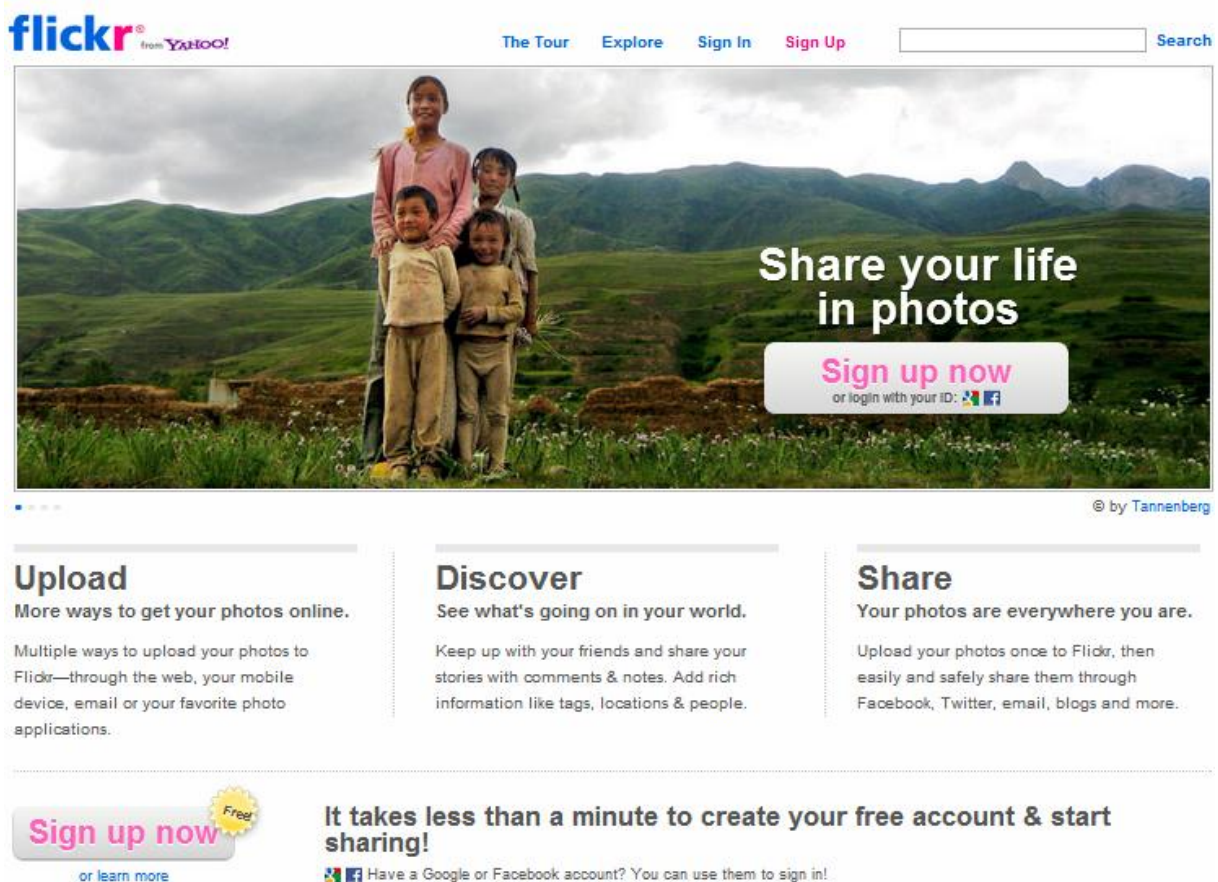 flickr® from YAHOO!
The Tour Explore Sign In Sign Up Search
Share your life
in photos
Sign up now
or login with your ID:
© by Tannenberg
Upload
More ways to get your photos online.
Multiple ways to upload your photos to
Flickr—through the web, your mobile
device, email or your favorite photo
applications.
Discover
See what's going on in your world.
Keep up with your friends and share your
stories with comments & notes. Add rich
information like tags, locations & people.
Share
Your photos are everywhere you are.
Upload your photos once to Flickr, then
easily and safely share them through
Facebook, Twitter, email, blogs and more.
Free!
Sign up now
or learn more
It takes less than a minute to create your free account & start
sharing!
Have a Google or Facebook account? You can use them to sign in!